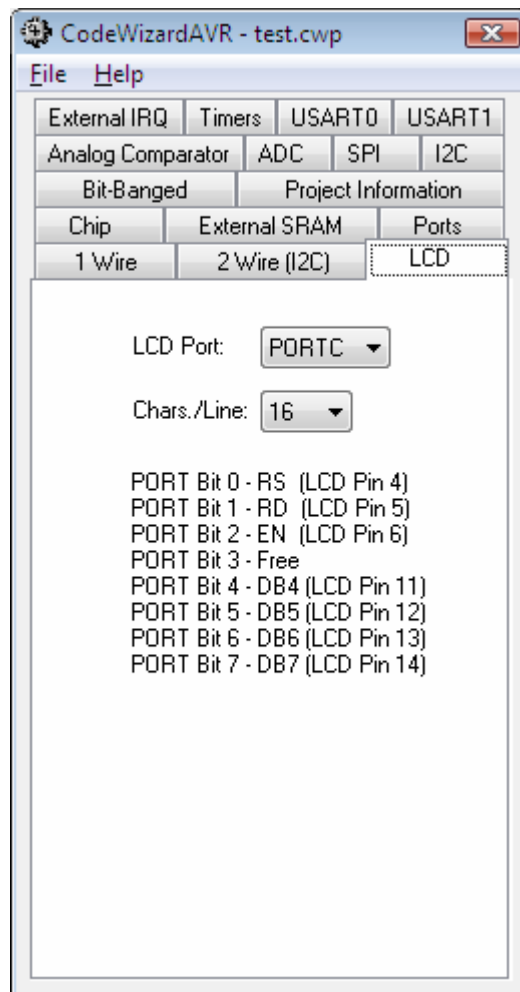 CodeWizardAVR - test.cwp
File Help
External IRQ Timers USART0 USART1
Analog Comparator ADC SPI I2C
Bit-Banged Project Information
Chip External SRAM Ports
1 Wire 2 Wire (I2C) LCD
LCD Port: PORTC
Chars./Line: 16
PORT Bit 0 - RS (LCD Pin 4)
PORT Bit 1 - RD (LCD Pin 5)
PORT Bit 2 - EN (LCD Pin 6)
PORT Bit 3 - Free
PORT Bit 4 - DB4 (LCD Pin 11)
PORT Bit 5 - DB5 (LCD Pin 12)
PORT Bit 6 - DB6 (LCD Pin 13)
PORT Bit 7 - DB7 (LCD Pin 14)